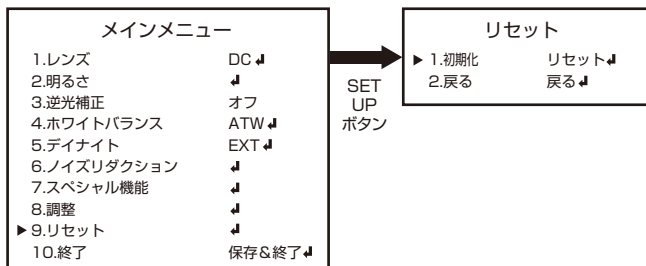 メインメニュー
1.レンズ DC↲
2.明るさ ↲
3.逆光補正 オフ
4.ホワイトバランス ATW↲
5.デイナイト EXT↲
6.ノイズリダクション ↲
7.スペシャル機能 ↲
8.調整 ↲
▶ 9.リセット ↲
10.終了 保存&終了↲
SET
UP
ボタン
リセット
▶ 1.初期化 リセット↲
2.戻る 戻る↲